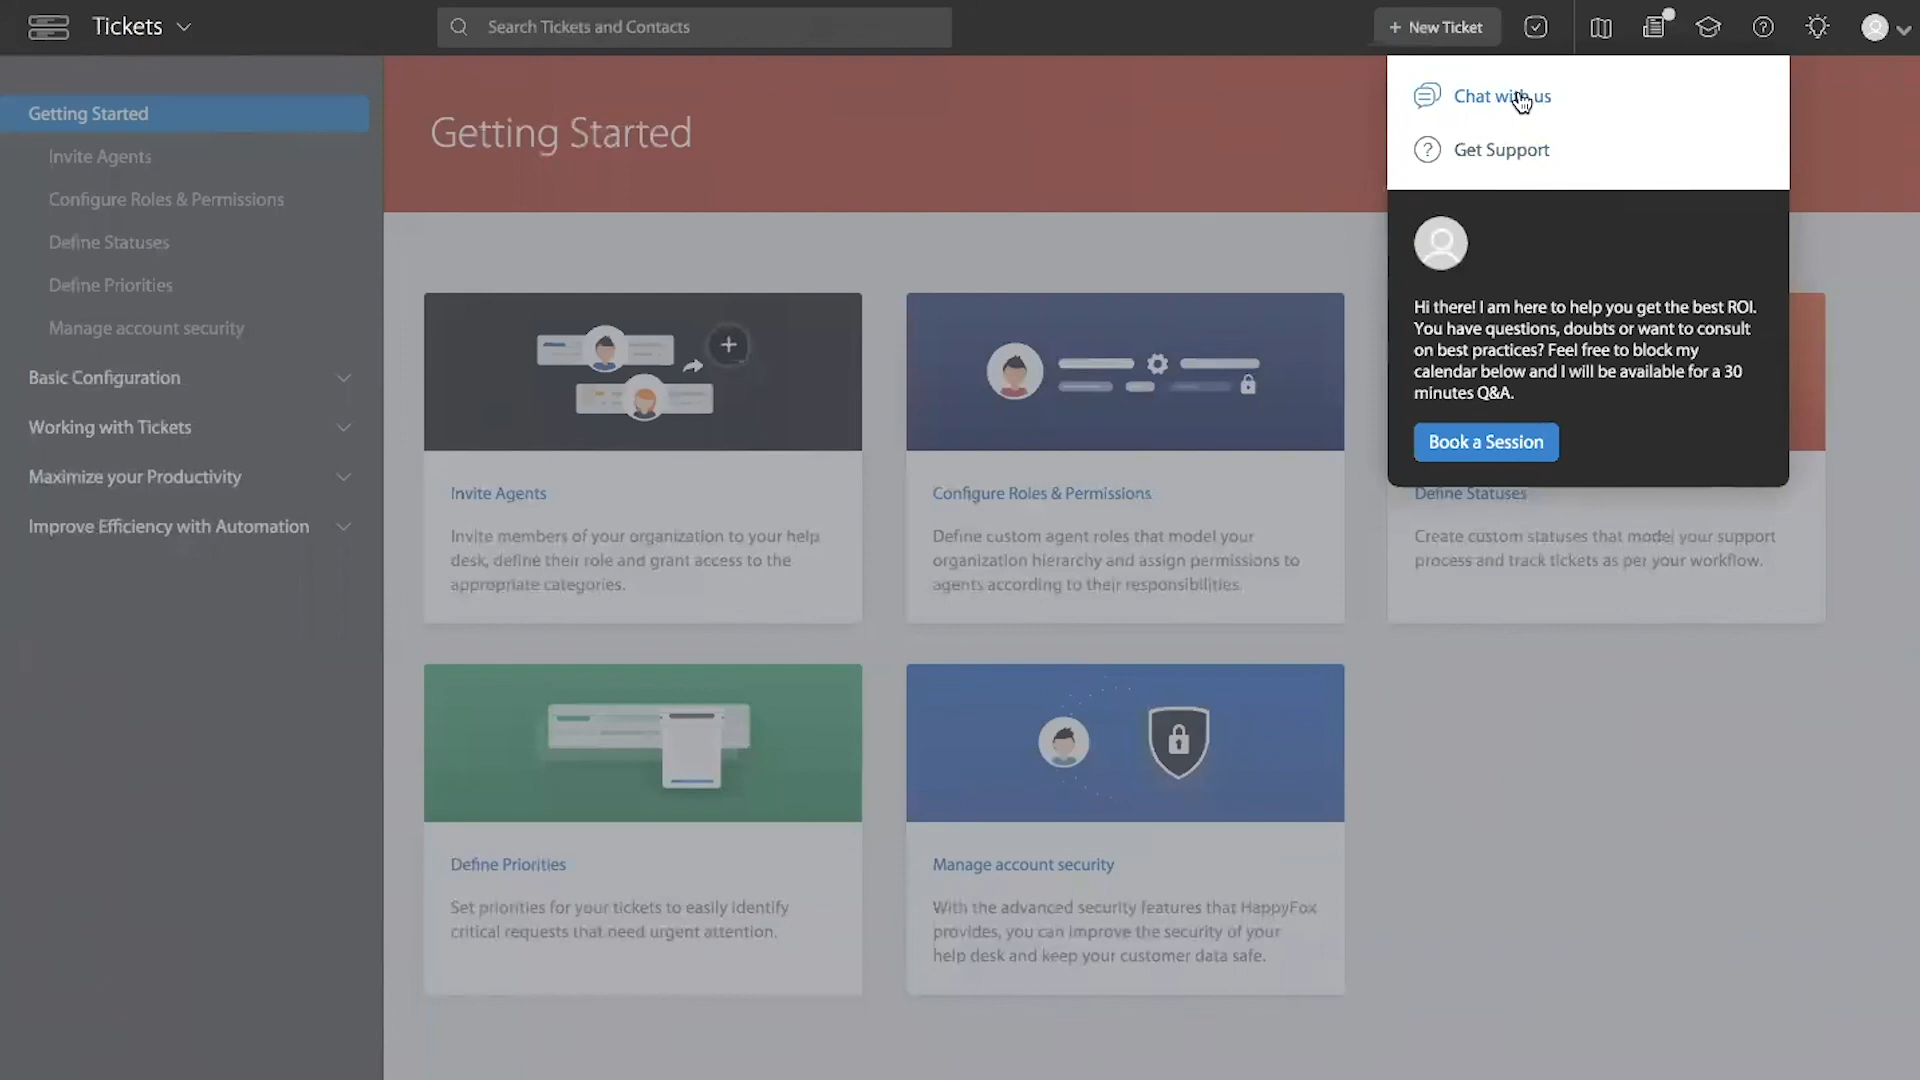 Tickets
Search Tickets and Contacts
+ New Ticket
Getting Started
Invite Agents
Configure Roles & Permissions
Define Statuses
Define Priorities
Manage account security
Basic Configuration
Working with Tickets
Maximize your Productivity
Improve Efficiency with Automation
Getting Started
Chat with us
Get Support
Hi there! I am here to help you get the best ROI.
You have questions, doubts or want to consult
on best practices? Feel free to block my
calendar below and I will be available for a 30
minutes Q&A.
Book a Session
Invite Agents
Invite members of your organization to your help
desk, define their role and grant access to the
appropriate categories.
Configure Roles & Permissions
Define custom agent roles that model your
organization hierarchy and assign permissions to
agents according to their responsibilities.
Define Statuses
Create custom statuses that model your support
process and track tickets as per your workflow.
Define Priorities
Set priorities for your tickets to easily identify
critical requests that need urgent attention.
Manage account security
With the advanced security features that HappyFox
provides, you can improve the security of your
help desk and keep your customer data safe.